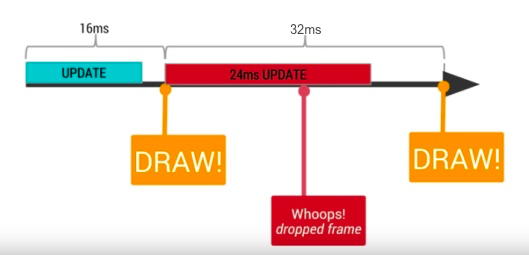 16ms
32ms
UPDATE
24ms UPDATE
DRAW!
DRAW!
Whoops!
dropped frame